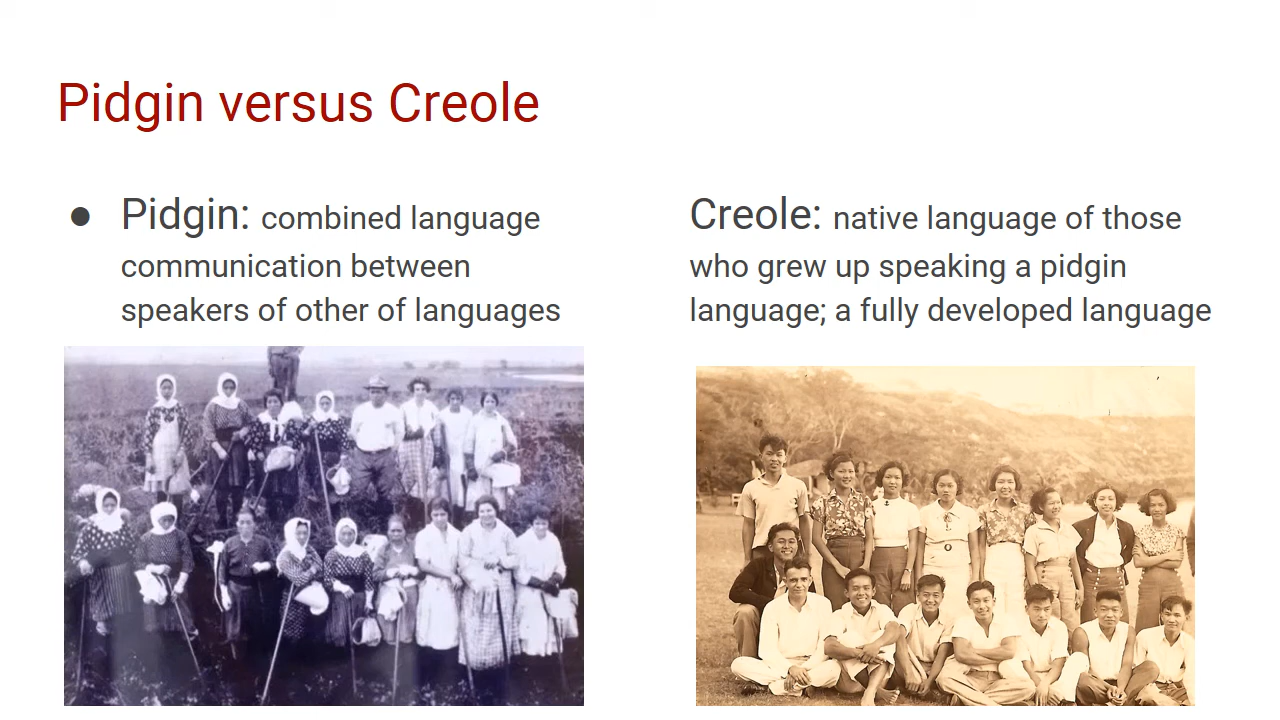 Pidgin versus Creole
● Pidgin: combined language
communication between
speakers of other of languages
Creole: native language of those
who grew up speaking a pidgin
language; a fully developed language